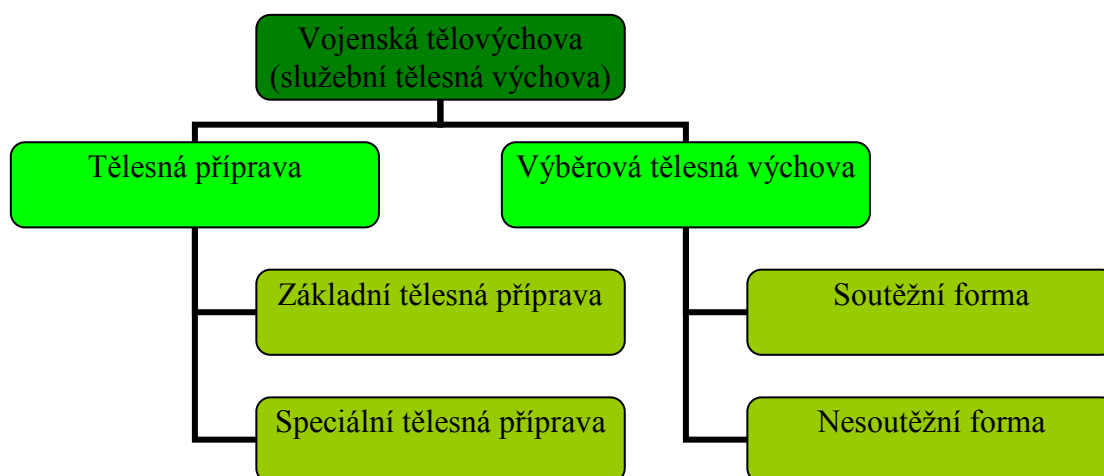 Vojenská tělovýchova
(služební tělesná výchova)
Tělesná příprava
Výběrová tělesná výchova
Základní tělesná příprava
Soutěžní forma
Speciální tělesná příprava
Nesoutěžní forma